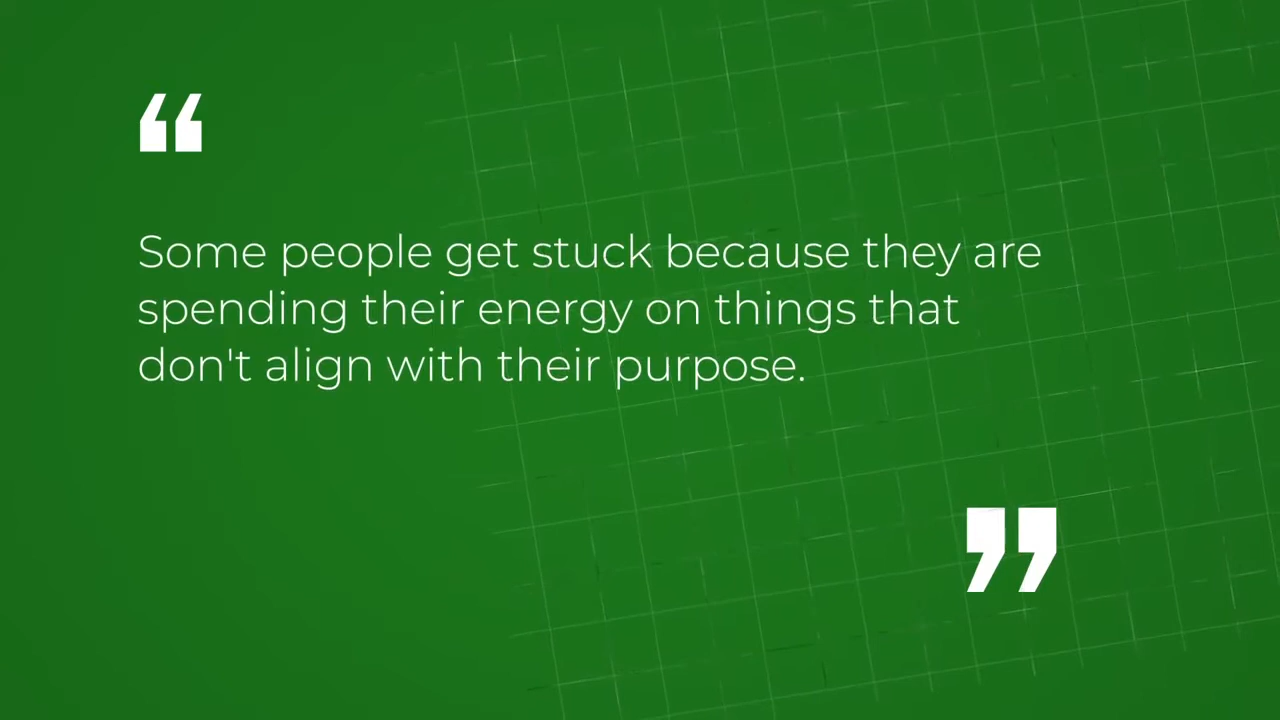 “
Some people get stuck because they are
spending their energy on things that
don't align with their purpose.
”